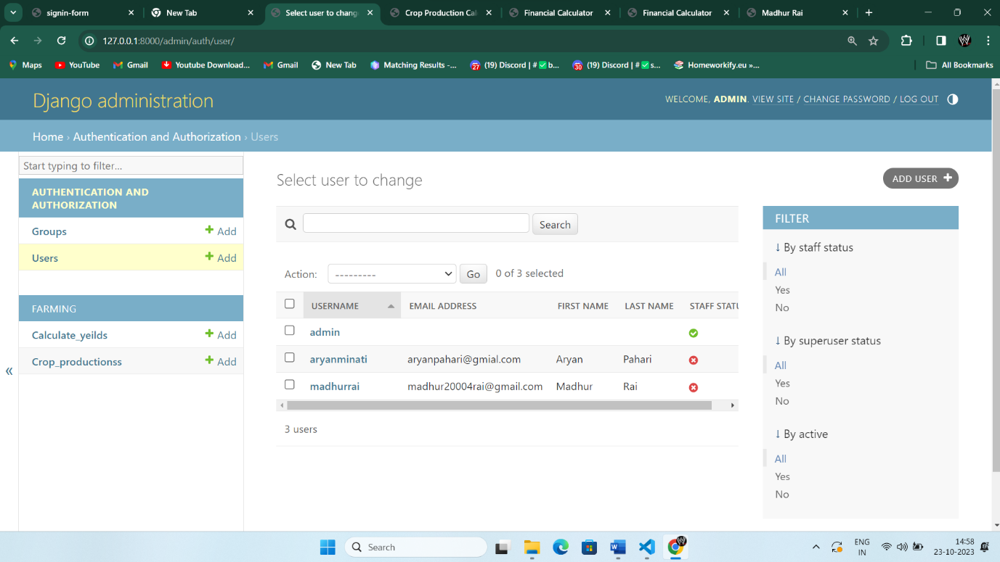 signin-form
New Tab
Select user to chang
Crop Production Cal
Financial Calculator
Financial Calculator
Madhur Rai
127.0.0.1:8000/admin/auth/user/
Maps
YouTube
Gmail
Youtube Download...
Gmail
New Tab
Matching Results -...
27 (19) Discord | #✅b...
30 (19) Discord | #✅s...
Homeworkify.eu »...
All Bookmarks
Django administration
WELCOME, ADMIN. VIEW SITE / CHANGE PASSWORD / LOG OUT
Home › Authentication and Authorization › Users
Start typing to filter...
AUTHENTICATION AND
AUTHORIZATION
Groups + Add
Users + Add
FARMING
Calculate_yeilds + Add
Crop_productionss + Add
«
Select user to change
ADD USER +
Search
Action: --------- Go 0 of 3 selected
USERNAME EMAIL ADDRESS FIRST NAME LAST NAME STAFF STATU
admin
aryanminati aryanpahari@gmial.com Aryan Pahari
madhurrai madhur20004rai@gmail.com Madhur Rai
3 users
FILTER
↓ By staff status
All
Yes
No
↓ By superuser status
All
Yes
No
↓ By active
All
Yes
No
Search
ENG
IN
14:58
23-10-2023